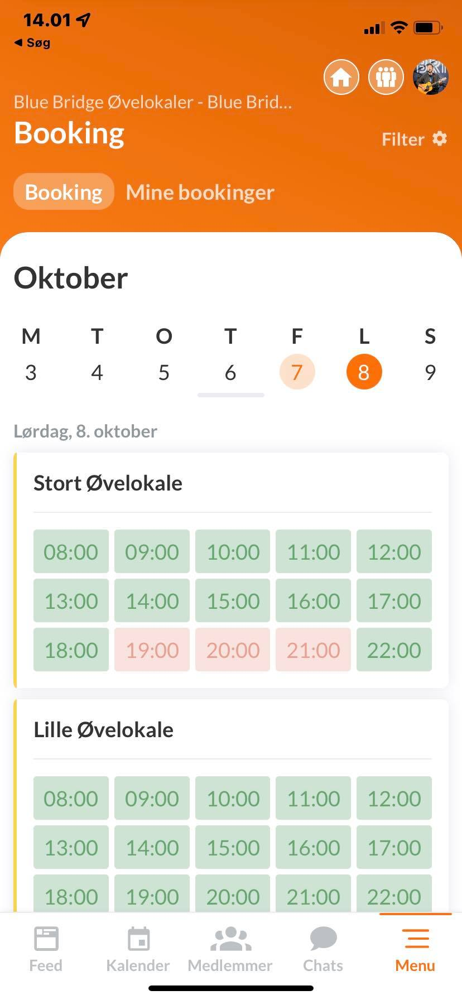 14.01
◀ Søg
Blue Bridge Øvelokaler - Blue Brid...
Booking
Filter
Booking Mine bookinger
Oktober
M T O T F L S
3 4 5 6 7 8 9
Lørdag, 8. oktober
Stort Øvelokale
08:00 09:00 10:00 11:00 12:00
13:00 14:00 15:00 16:00 17:00
18:00 19:00 20:00 21:00 22:00
Lille Øvelokale
08:00 09:00 10:00 11:00 12:00
13:00 14:00 15:00 16:00 17:00
18:00 19:00 20:00 21:00 22:00
Feed Kalender Medlemmer Chats Menu